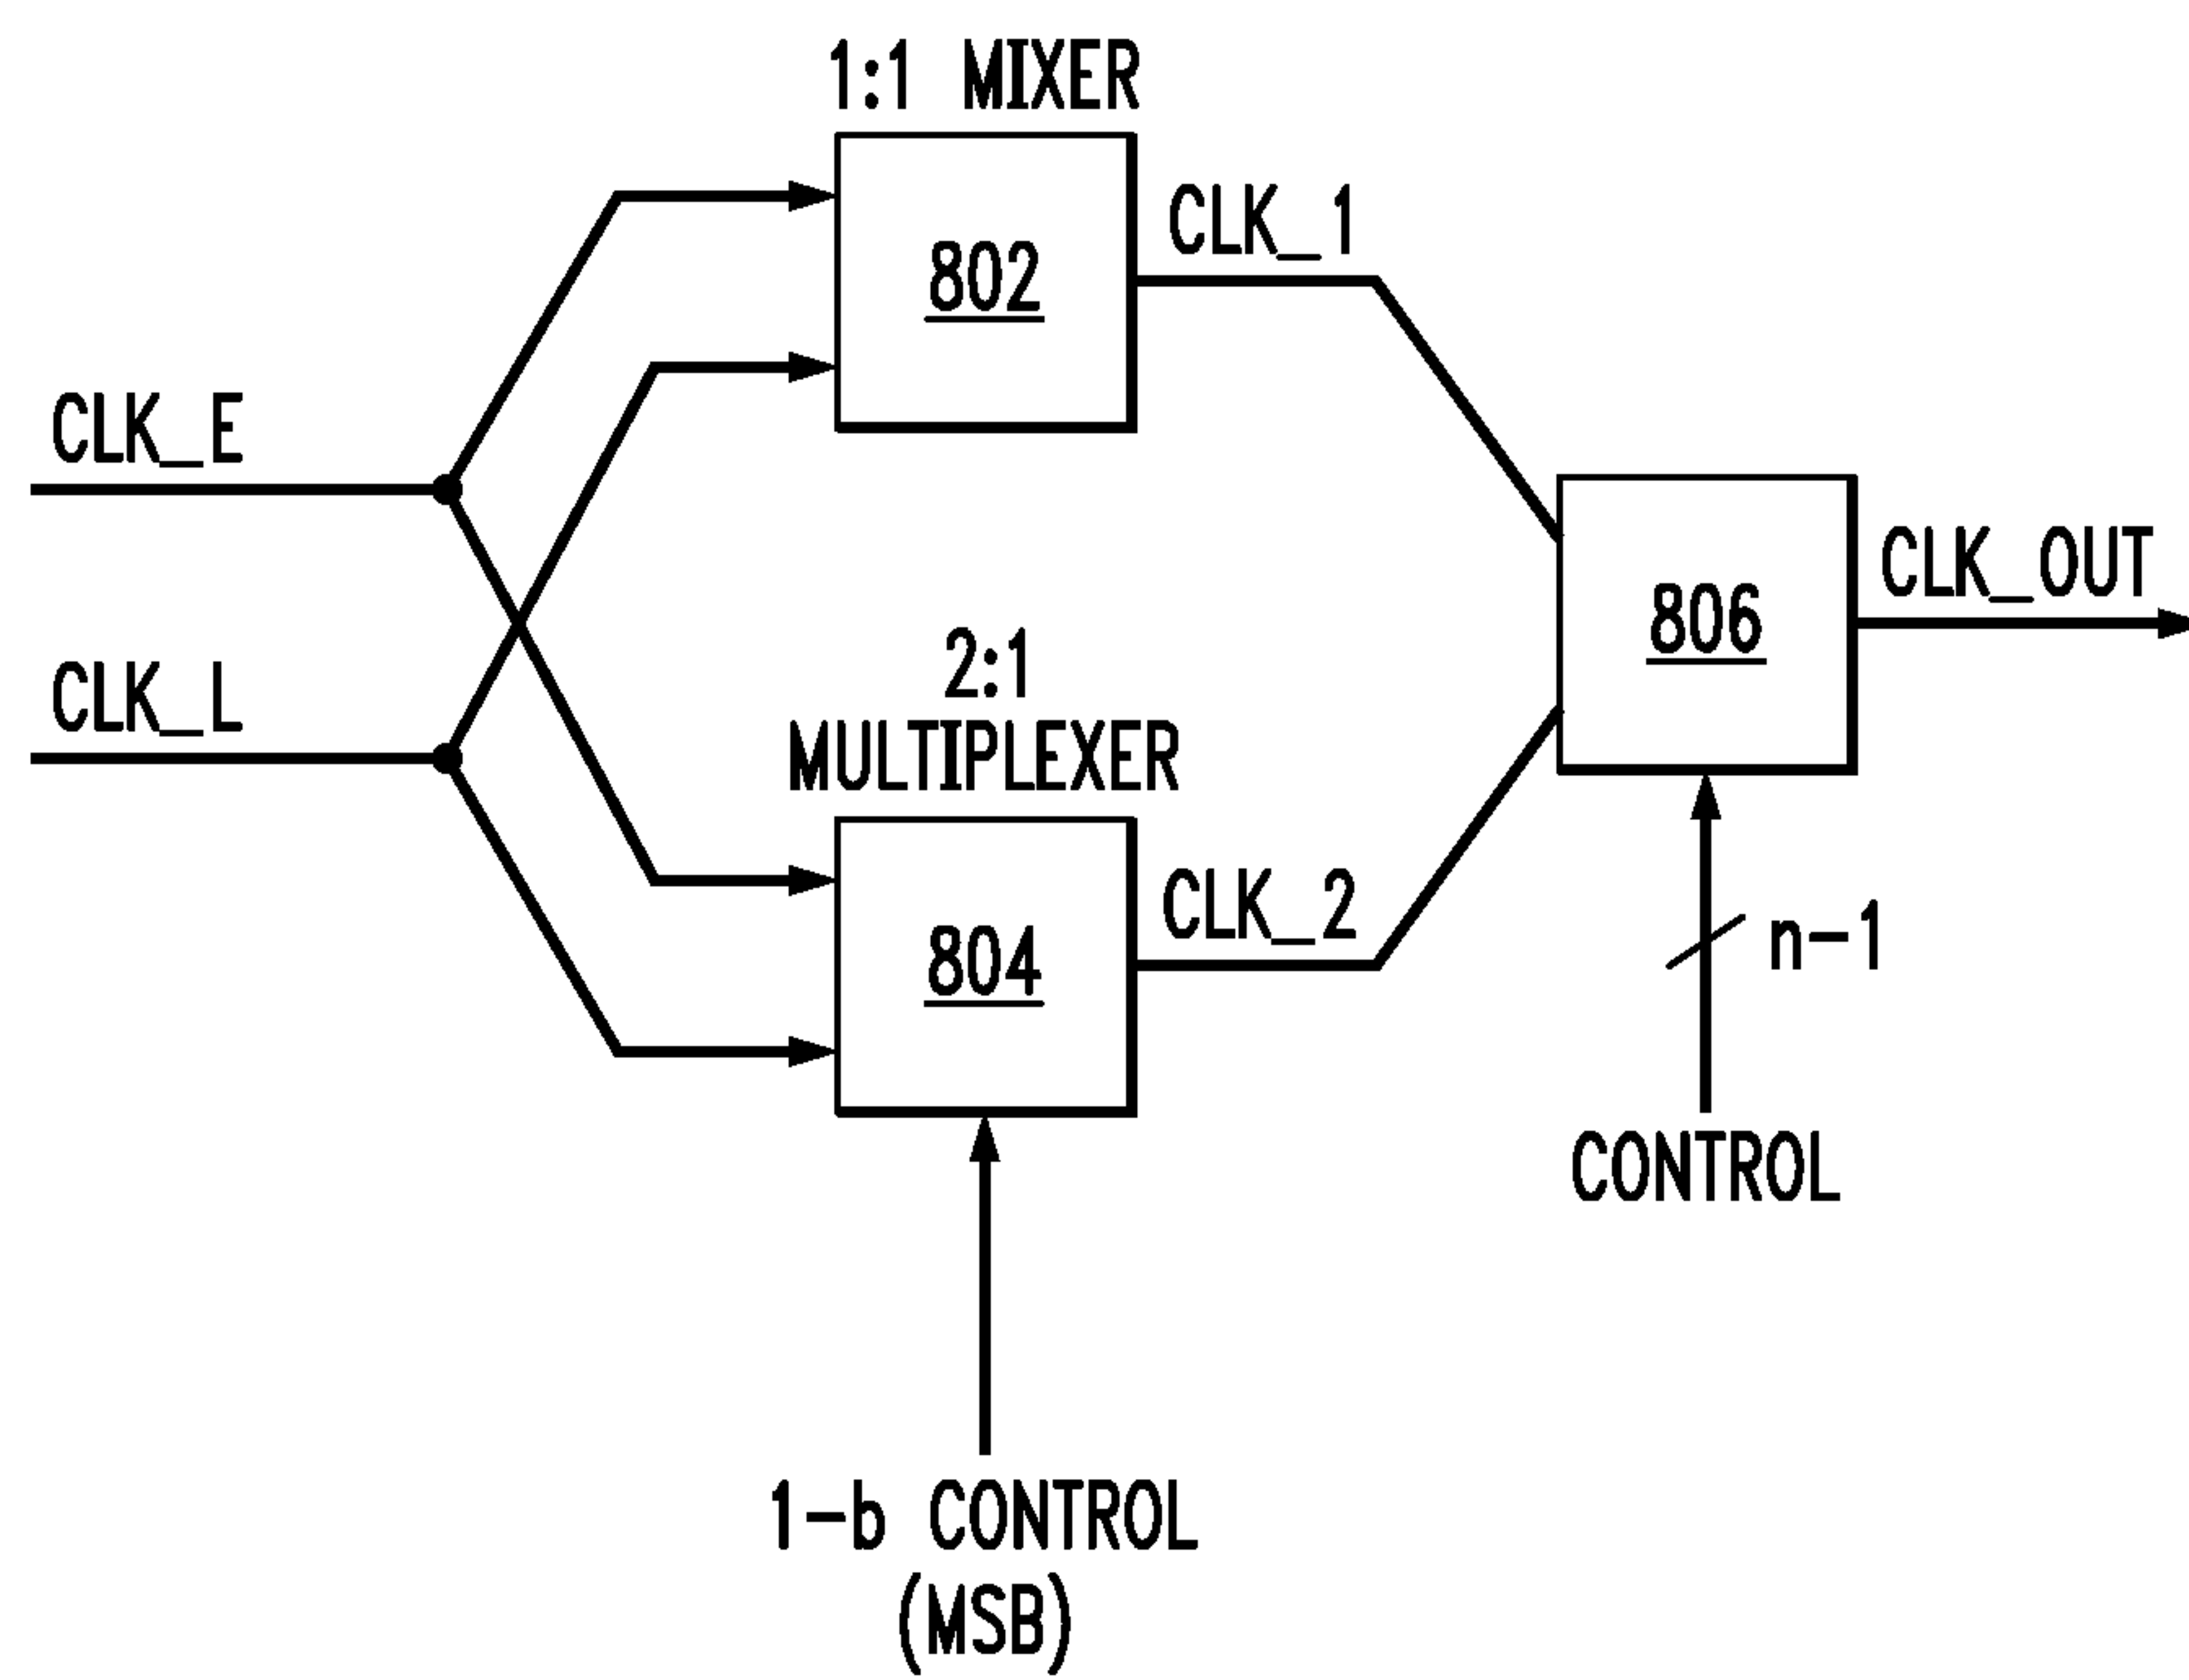 1:1 MIXER
802
CLK_1
CLK_E
CLK_L
2:1
MULTIPLEXER
804
CLK_2
806
CLK_OUT
n-1
CONTROL
1-b CONTROL
(MSB)